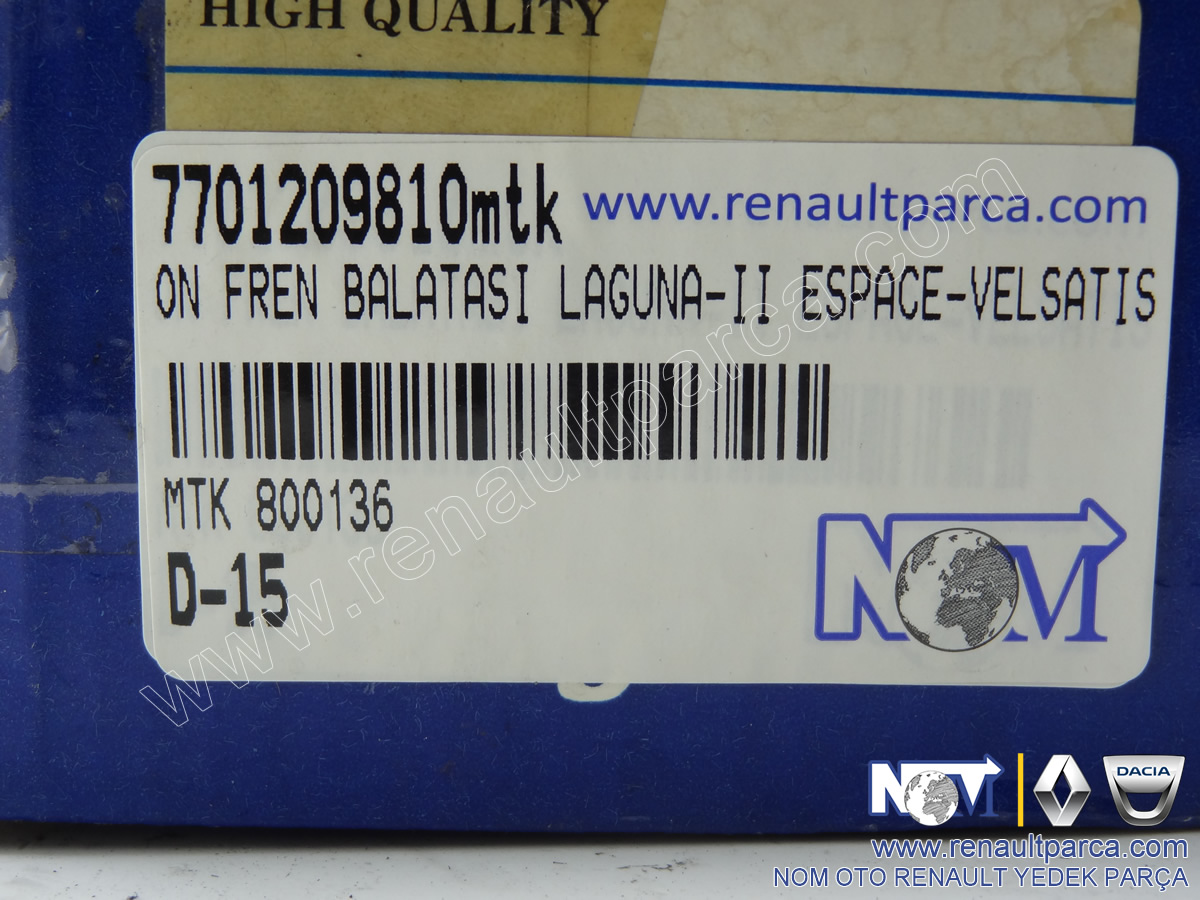 HIGH QUALITY
7701209810mtk www.renaultparca.com
ON FREN BALATASI LAGUNA-II ESPACE-VELSATIS
MTK 800136
D-15
NOM
www.renaultparca.com
NOM DACIA
www.renaultparca.com
NOM OTO RENAULT YEDEK PARÇA